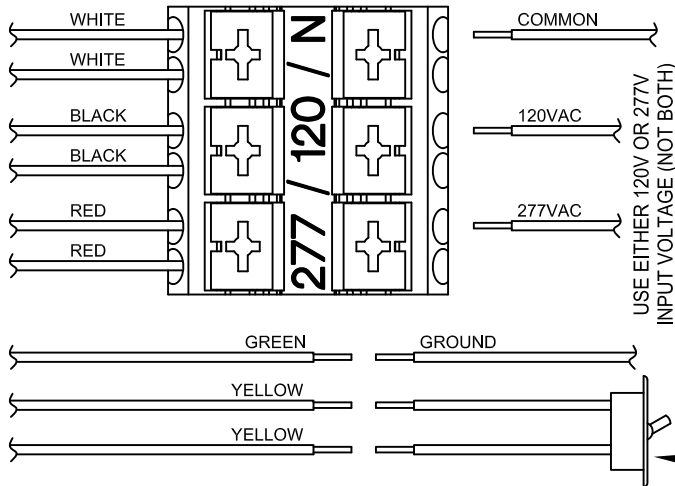 WHITE
WHITE
BLACK
BLACK
RED
RED
277 / 120 / N
COMMON
120VAC
277VAC
USE EITHER 120V OR 277V
INPUT VOLTAGE (NOT BOTH)
GREEN
GROUND
YELLOW
YELLOW